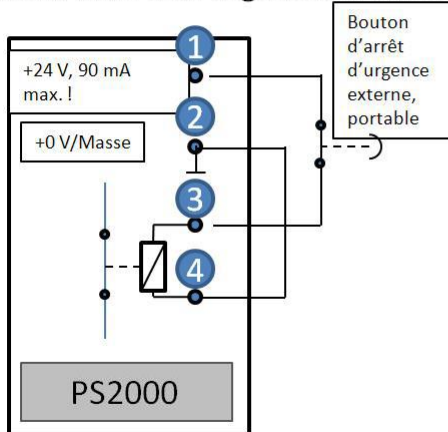 1
+24 V, 90 mA
max. !
2
+0 V/Masse
3
4
PS2000
Bouton
d’arrêt
d’urgence
externe,
portable